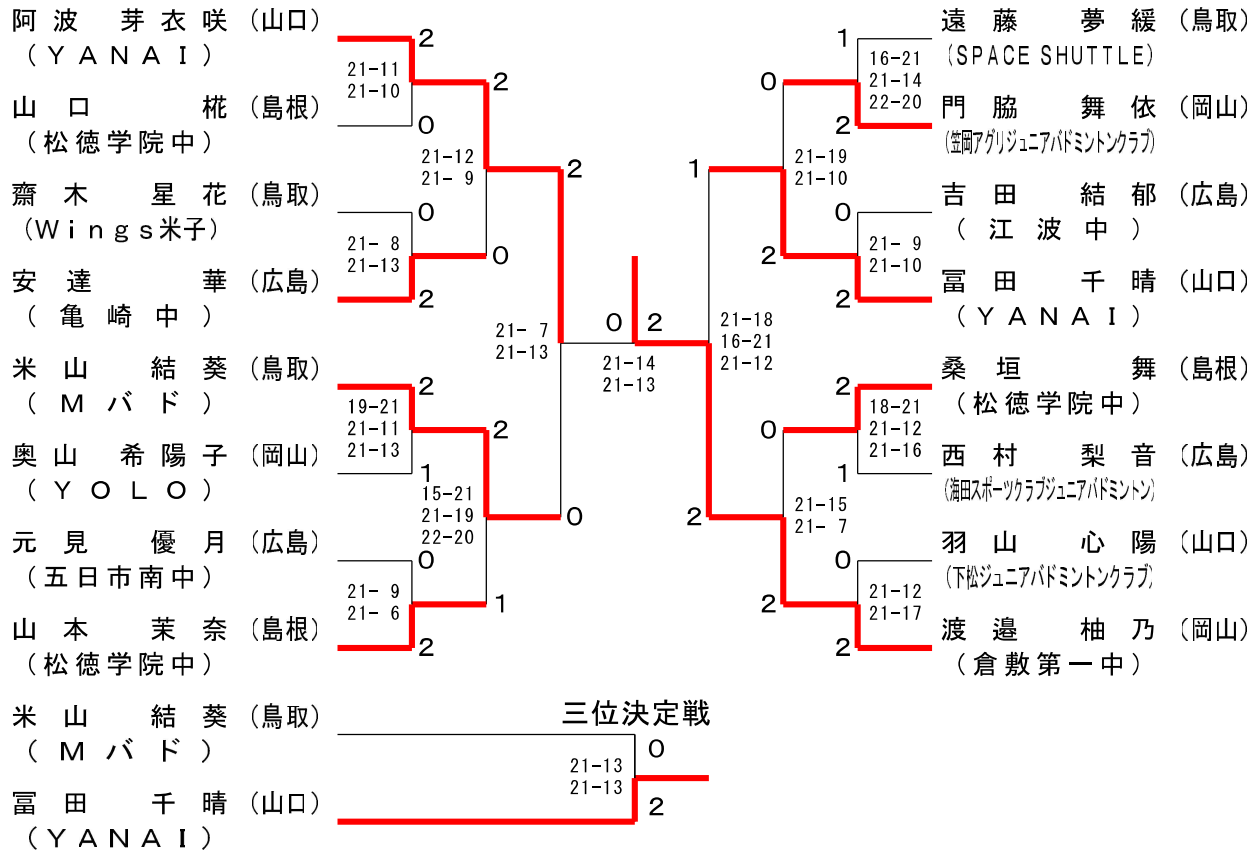 阿波 芽衣咲 (山口)
(YANAI)
2
21-11
21-10
山口 椛 (島根)
(松徳学院中)
0
2
21-12
21- 9
齋木 星花 (鳥取)
(Wings米子)
0
21- 8
21-13
安達 華 (広島)
(亀崎中)
2
0
2
21- 7
21-13
米山 結葵 (鳥取)
(Mバド)
2
19-21
21-11
21-13
奥山 希陽子 (岡山)
(YOLO)
1
2
15-21
21-19
22-20
元見 優月 (広島)
(五日市南中)
0
21- 9
21- 6
山本 茉奈 (島根)
(松徳学院中)
2
1
0
0 2
21-14
21-13
遠藤 夢緩 (鳥取)
(SPACE SHUTTLE)
1
16-21
21-14
22-20
門脇 舞依 (岡山)
(笠岡アグリジュニアバドミントンクラブ)
2
0
21-19
21-10
吉田 結郁 (広島)
(江波中)
0
21- 9
21-10
冨田 千晴 (山口)
(YANAI)
2
2
1
21-18
16-21
21-12
桑垣 舞 (島根)
(松徳学院中)
2
18-21
21-12
21-16
西村 梨音 (広島)
(海田スポーツクラブジュニアバドミントン)
1
0
21-15
21- 7
羽山 心陽 (山口)
(下松ジュニアバドミントンクラブ)
0
21-12
21-17
渡邉 柚乃 (岡山)
(倉敷第一中)
2
2
2
三位決定戦
米山 結葵 (鳥取)
(Mバド)
0
21-13
21-13
冨田 千晴 (山口)
(YANAI)
2